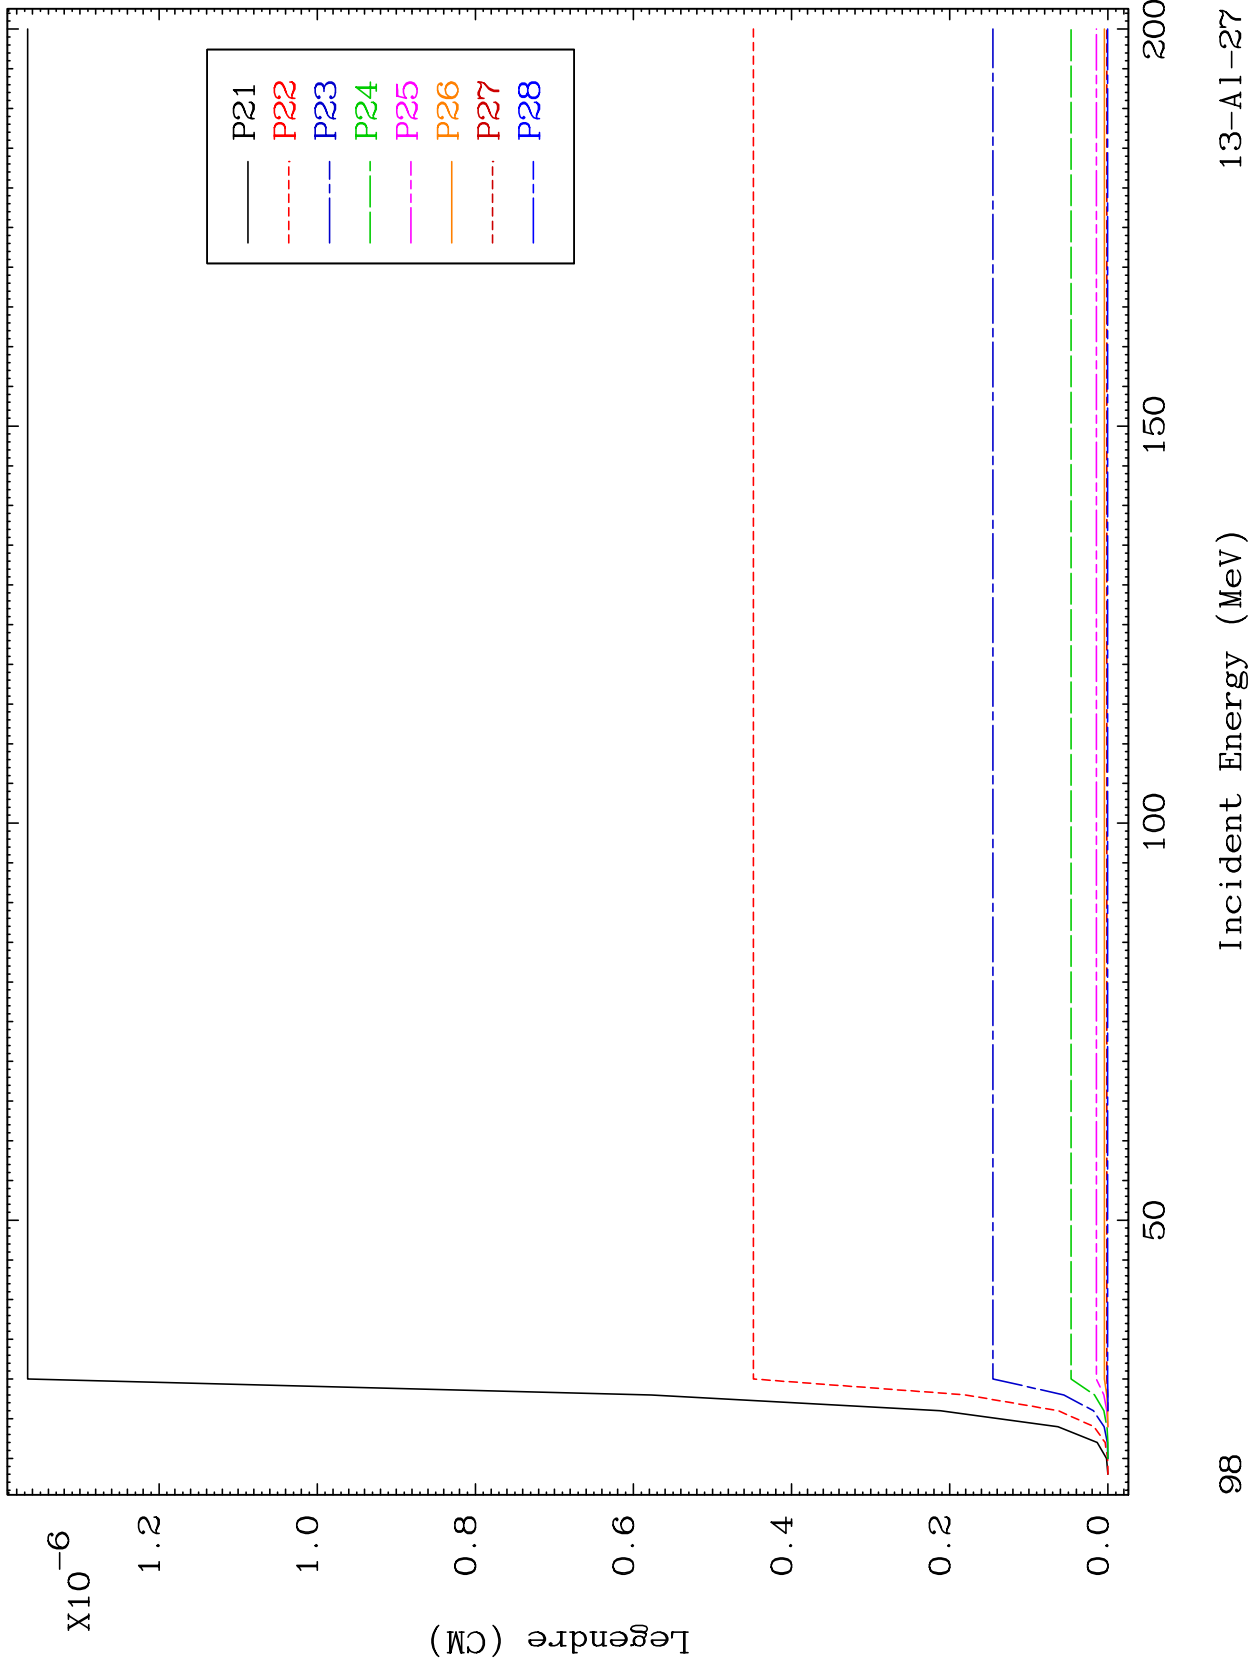 X10-6
Legendre (CM)
1.2
1.0
0.8
0.6
0.4
0.2
0.0
P21
P22
P23
P24
P25
P26
P27
P28
50
100
150
200
98
Incident Energy (MeV)
13-Al-27